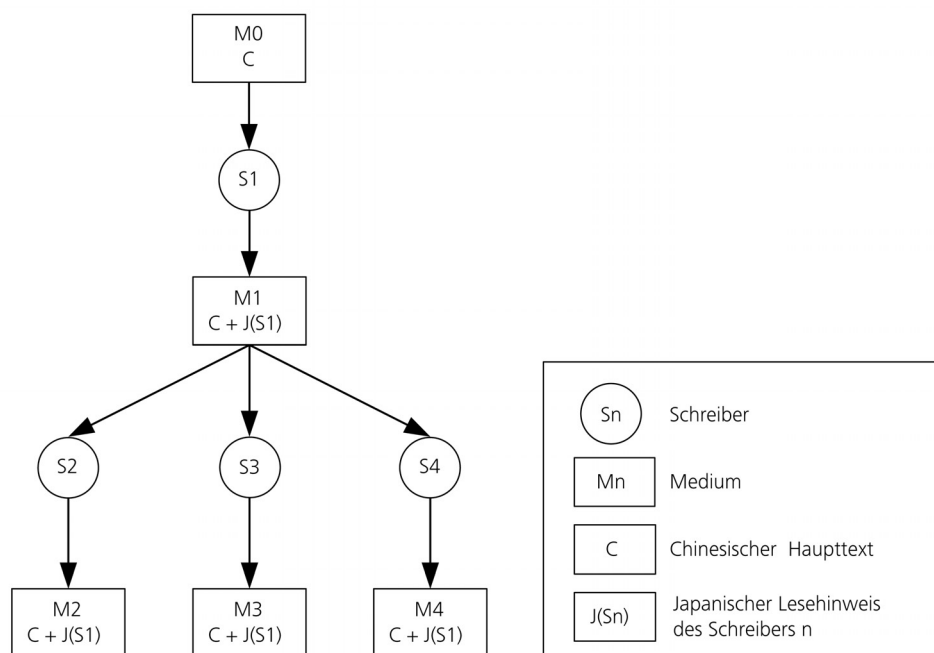 M0
C
S1
M1
C + J(S1)
S2
S3
S4
M2
C + J(S1)
M3
C + J(S1)
M4
C + J(S1)
Sn
Schreiber
Mn
Medium
C
Chinesischer Haupttext
J(Sn)
Japanischer Lesehinweis
des Schreibers n